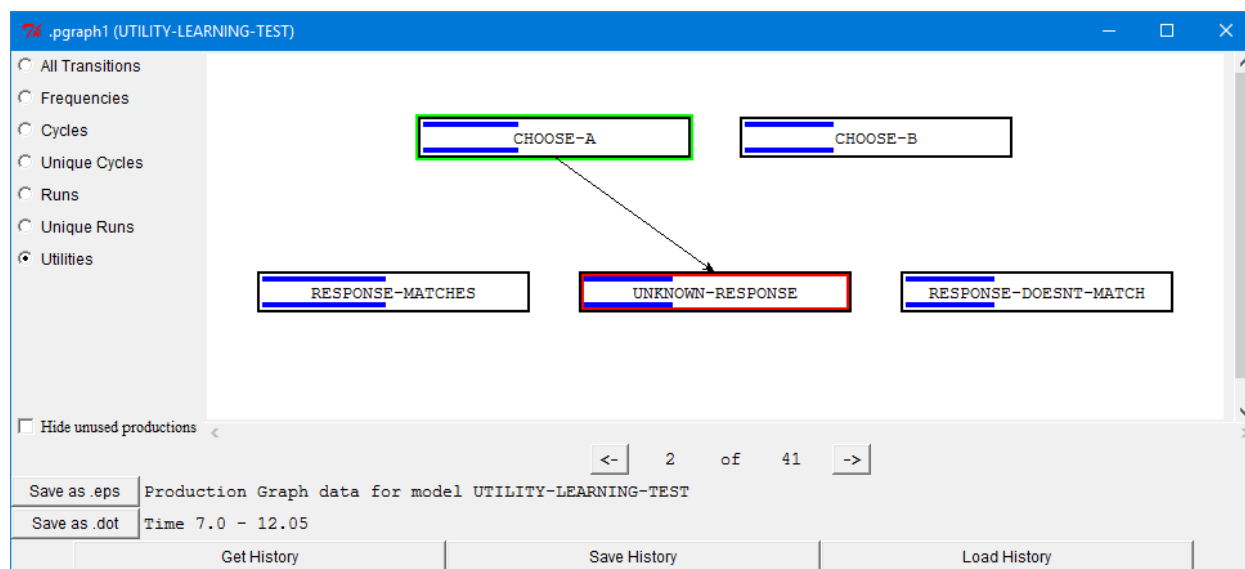 .pgraph1 (UTILITY-LEARNING-TEST)
All Transitions
Frequencies
Cycles
Unique Cycles
Runs
Unique Runs
Utilities
CHOOSE-A
CHOOSE-B
RESPONSE-MATCHES
UNKNOWN-RESPONSE
RESPONSE-DOESNT-MATCH
Hide unused productions
<- 2 of 41 ->
Save as .eps
Production Graph data for model UTILITY-LEARNING-TEST
Save as .dot
Time 7.0 - 12.05
Get History
Save History
Load History